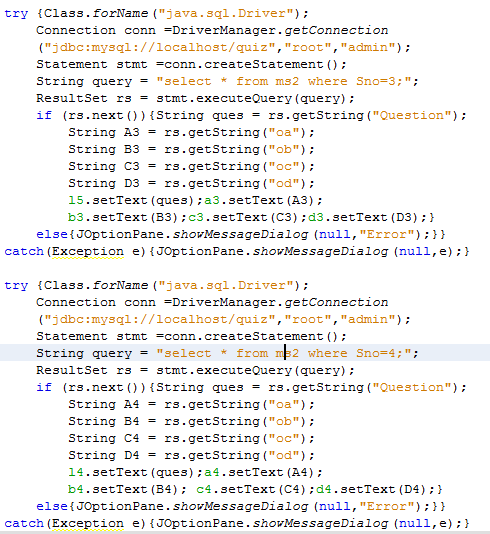 try {Class.forName("java.sql.Driver");
Connection conn =DriverManager.getConnection
("jdbc:mysql://localhost/quiz","root","admin");
Statement stmt =conn.createStatement();
String query = "select * from ms2 where Sno=3;";
ResultSet rs = stmt.executeQuery(query);
if (rs.next()){String ques = rs.getString("Question");
String A3 = rs.getString("oa");
String B3 = rs.getString("ob");
String C3 = rs.getString("oc");
String D3 = rs.getString("od");
l5.setText(ques);a3.setText(A3);
b3.setText(B3);c3.setText(C3);d3.setText(D3);}
else{JOptionPane.showMessageDialog(null,"Error");}}
catch(Exception e){JOptionPane.showMessageDialog(null,e);}
try {Class.forName("java.sql.Driver");
Connection conn =DriverManager.getConnection
("jdbc:mysql://localhost/quiz","root","admin");
Statement stmt =conn.createStatement();
String query = "select * from ms2 where Sno=4;";
ResultSet rs = stmt.executeQuery(query);
if (rs.next()){String ques = rs.getString("Question");
String A4 = rs.getString("oa");
String B4 = rs.getString("ob");
String C4 = rs.getString("oc");
String D4 = rs.getString("od");
l4.setText(ques);a4.setText(A4);
b4.setText(B4); c4.setText(C4);d4.setText(D4);}
else{JOptionPane.showMessageDialog(null,"Error");}}
catch(Exception e){JOptionPane.showMessageDialog(null,e);}